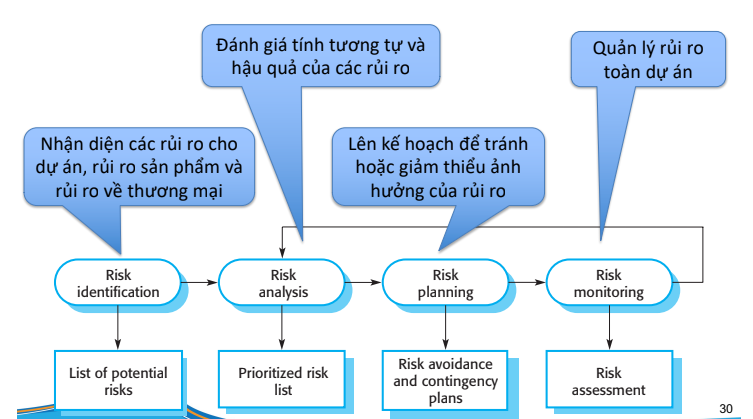 Đánh giá tính tương tự và
hậu quả của các rủi ro
Quản lý rủi ro
toàn dự án
Nhận diện các rủi ro cho
dự án, rủi ro sản phẩm và
rủi ro về thương mại
Lên kế hoạch để tránh
hoặc giảm thiểu ảnh
hưởng của rủi ro
Risk
identification
Risk
analysis
Risk
planning
Risk
monitoring
List of potential
risks
Prioritized risk
list
Risk avoidance
and contingency
plans
Risk
assessment
30